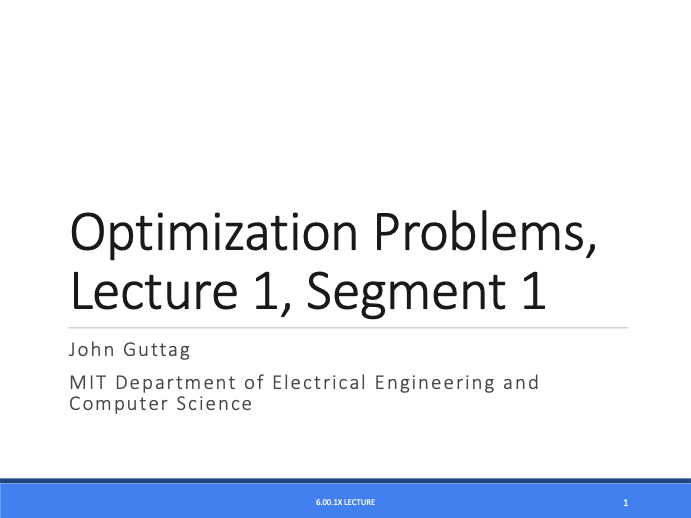 Optimization Problems,
Lecture 1, Segment 1
John Guttag
MIT Department of Electrical Engineering and
Computer Science
6.00.1X LECTURE
1